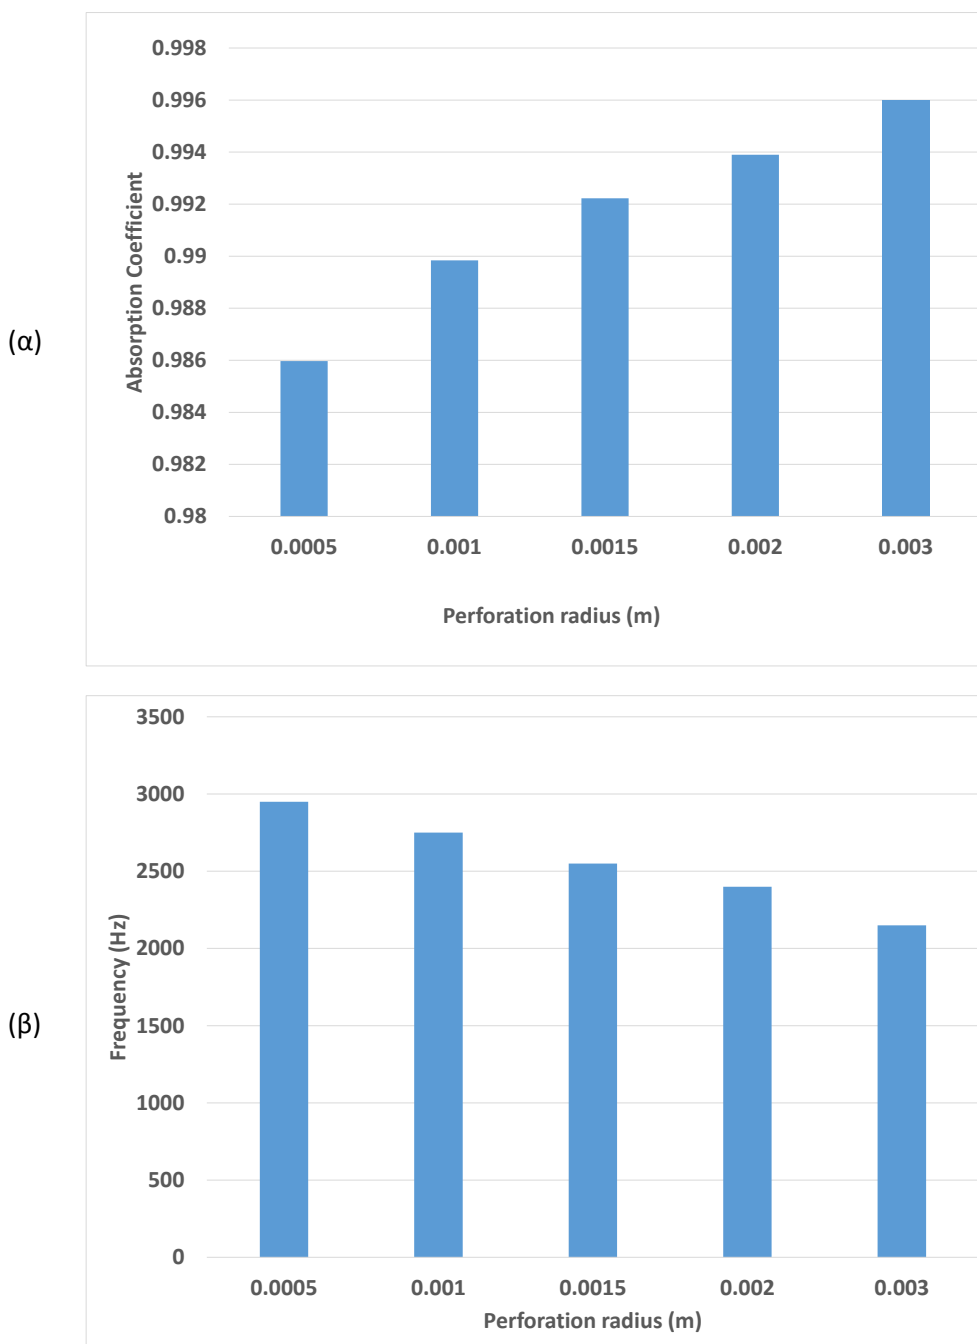 (α)
0.998
0.996
0.994
0.992
0.99
0.988
0.986
0.984
0.982
0.98
Absorption Coefficient
0.0005 0.001 0.0015 0.002 0.003
Perforation radius (m)
(β)
3500
3000
2500
2000
1500
1000
500
0
Frequency (Hz)
0.0005 0.001 0.0015 0.002 0.003
Perforation radius (m)